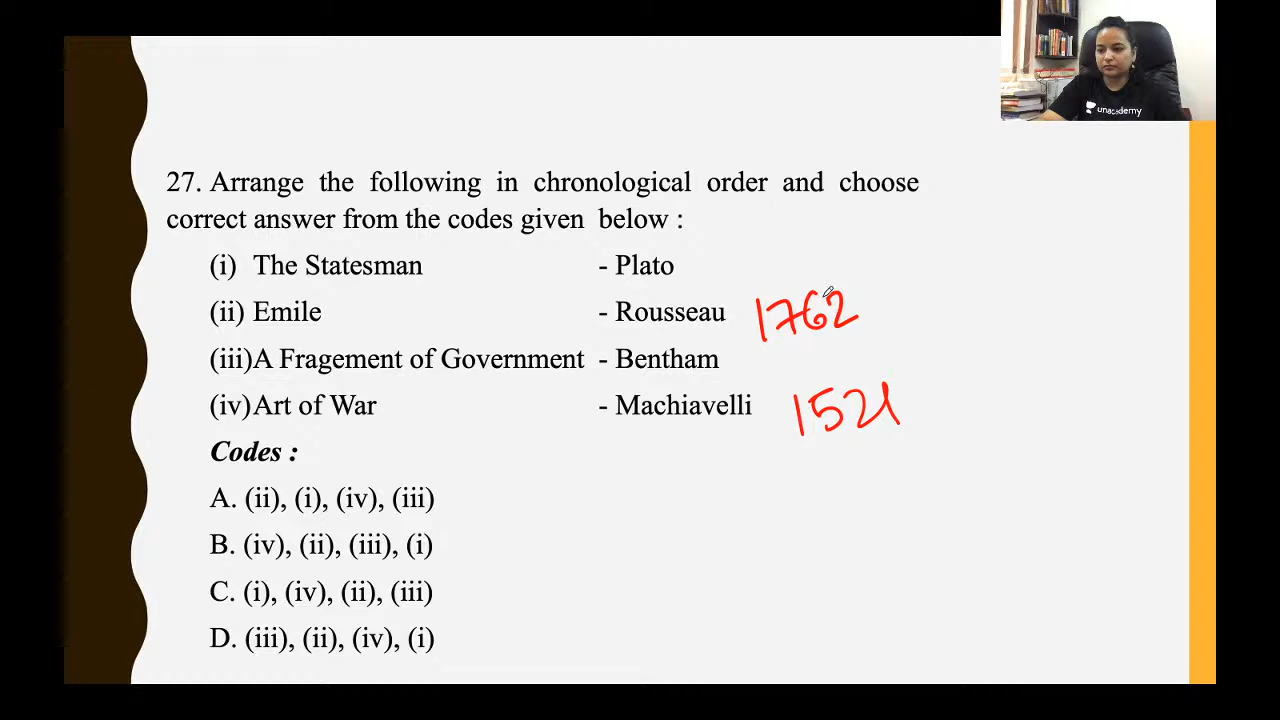 unacademy
27. Arrange the following in chronological order and choose
correct answer from the codes given below :
(i) The Statesman - Plato
(ii) Emile - Rousseau 1762
(iii)A Fragement of Government - Bentham
(iv)Art of War - Machiavelli 1521
Codes :
A. (ii), (i), (iv), (iii)
B. (iv), (ii), (iii), (i)
C. (i), (iv), (ii), (iii)
D. (iii), (ii), (iv), (i)